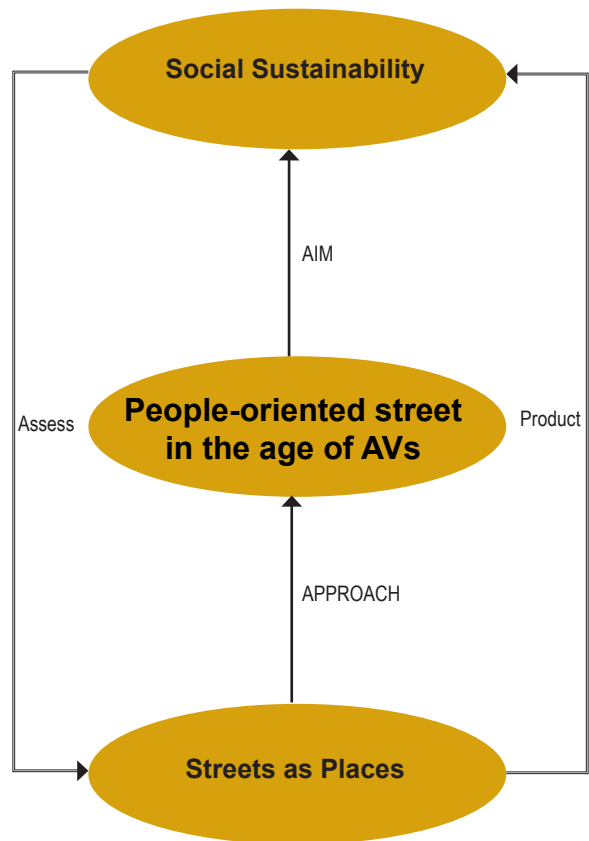 Social Sustainability
AIM
People-oriented street
in the age of AVs
Assess
Product
APPROACH
Streets as Places